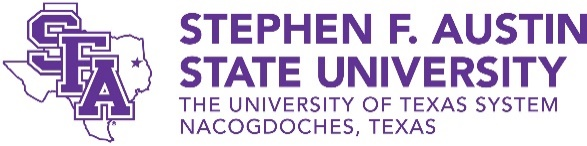 SFA
STEPHEN F. AUSTIN
STATE UNIVERSITY
THE UNIVERSITY OF TEXAS SYSTEM
NACOGDOCHES, TEXAS